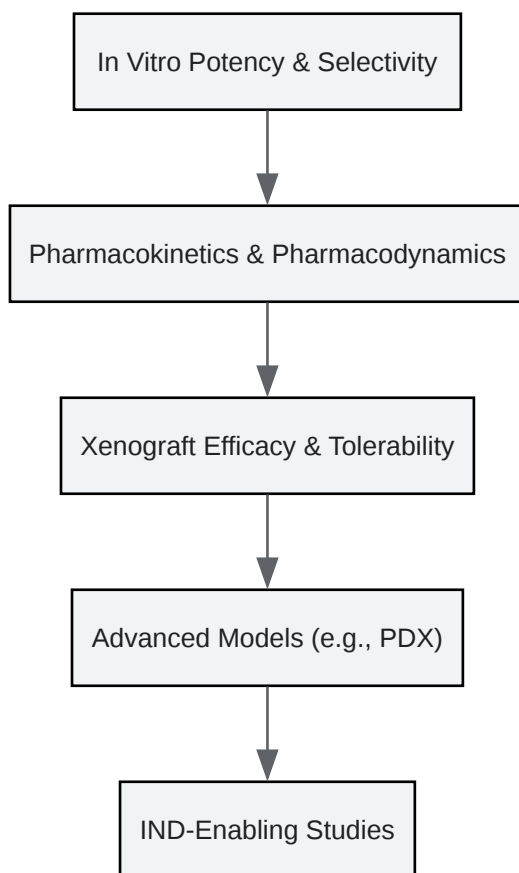 In Vitro Potency & Selectivity
Pharmacokinetics & Pharmacodynamics
Xenograft Efficacy & Tolerability
Advanced Models (e.g., PDX)
IND-Enabling Studies